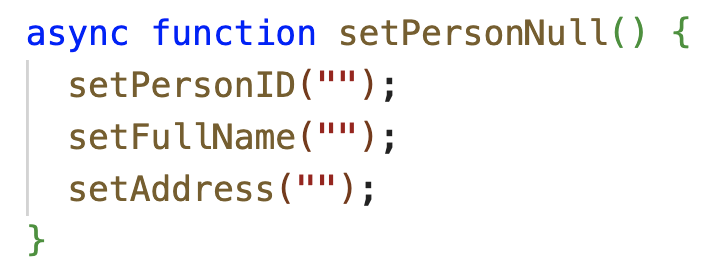 async function setPersonNull() {
  setPersonID("");
  setFullName("");
  setAddress("");
}